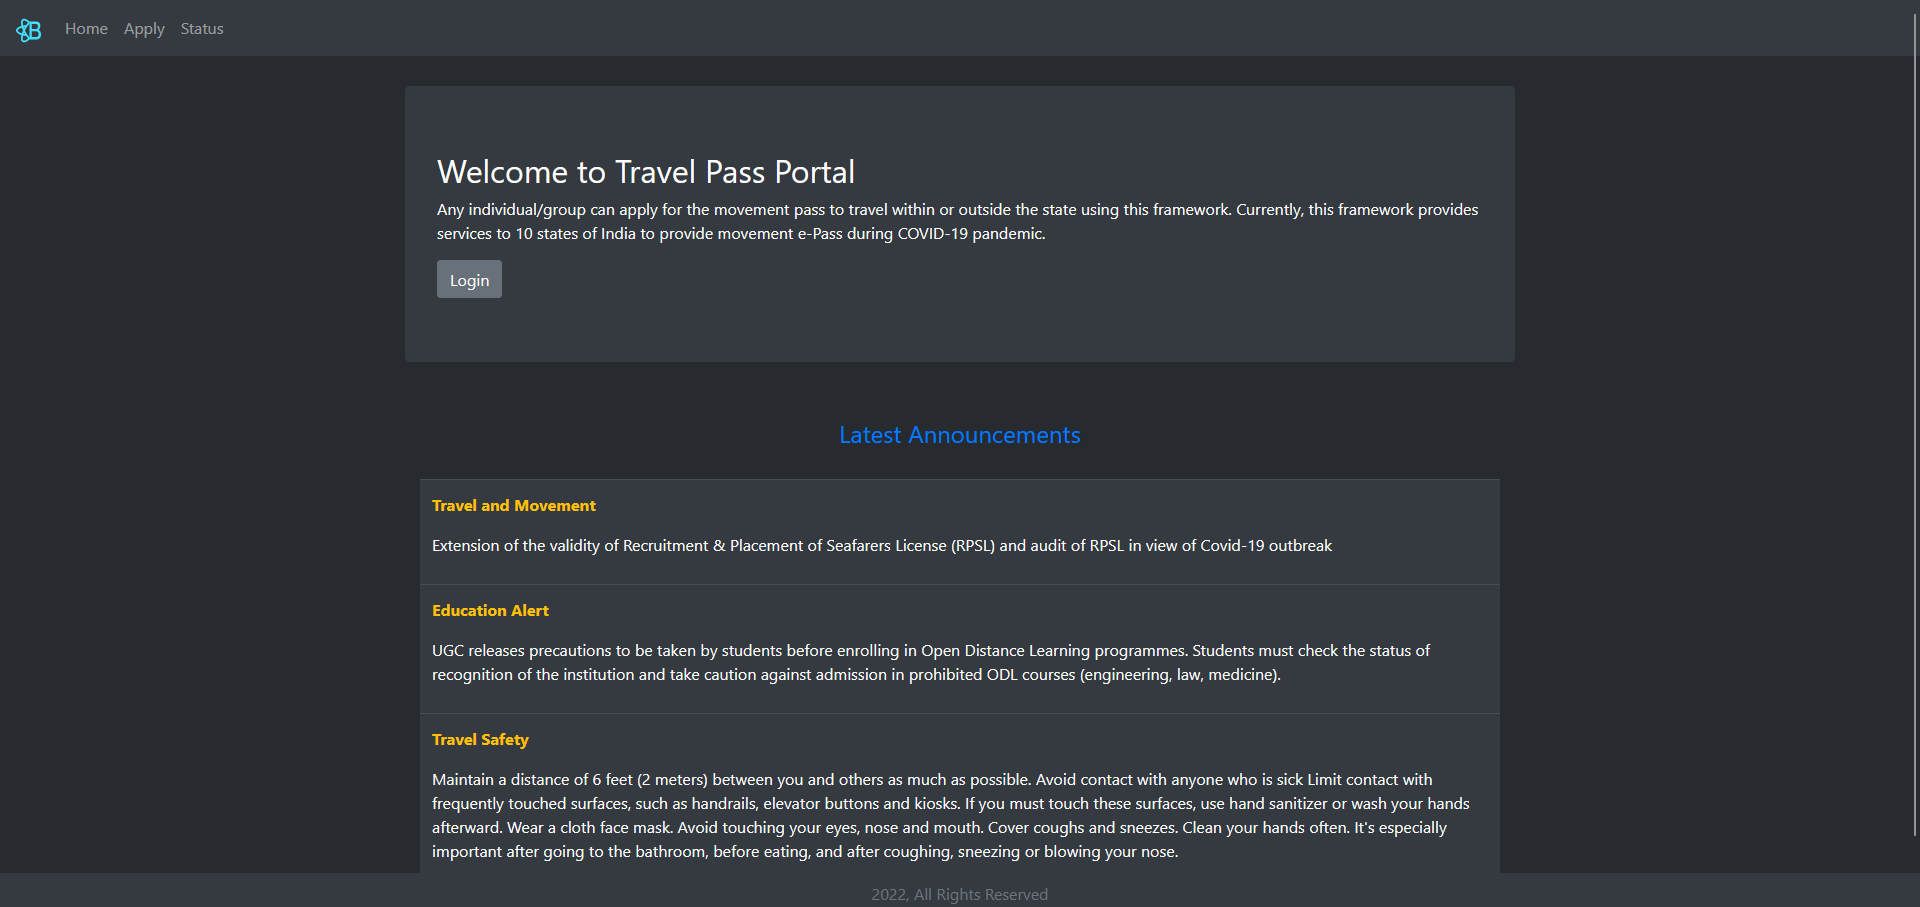 B
Home Apply Status
Welcome to Travel Pass Portal
Any individual/group can apply for the movement pass to travel within or outside the state using this framework. Currently, this framework provides
services to 10 states of India to provide movement e-Pass during COVID-19 pandemic.
Login
Latest Announcements
Travel and Movement
Extension of the validity of Recruitment & Placement of Seafarers License (RPSL) and audit of RPSL in view of Covid-19 outbreak
Education Alert
UGC releases precautions to be taken by students before enrolling in Open Distance Learning programmes. Students must check the status of
recognition of the institution and take caution against admission in prohibited ODL courses (engineering, law, medicine).
Travel Safety
Maintain a distance of 6 feet (2 meters) between you and others as much as possible. Avoid contact with anyone who is sick Limit contact with
frequently touched surfaces, such as handrails, elevator buttons and kiosks. If you must touch these surfaces, use hand sanitizer or wash your hands
afterward. Wear a cloth face mask. Avoid touching your eyes, nose and mouth. Cover coughs and sneezes. Clean your hands often. It's especially
important after going to the bathroom, before eating, and after coughing, sneezing or blowing your nose.
2022, All Rights Reserved